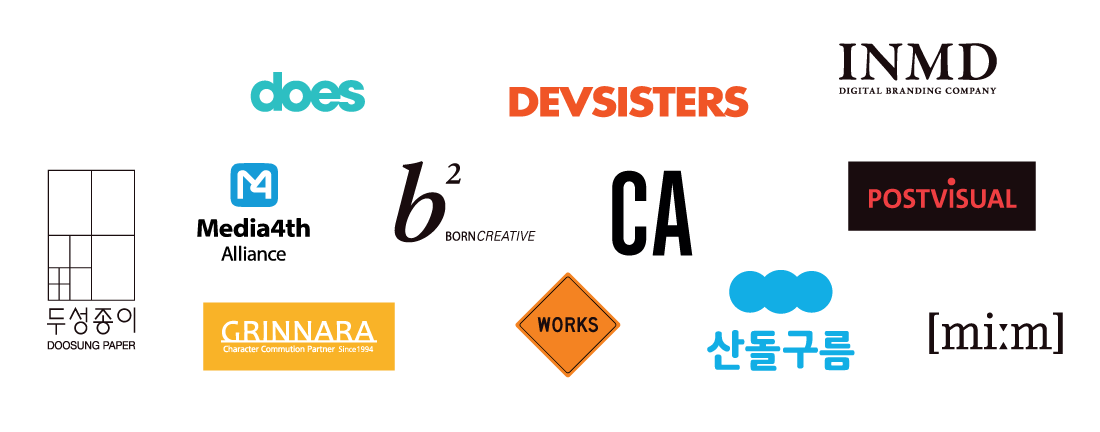 does
DEVSISTERS
INMD
DIGITAL BRANDING COMPANY
M4
Media4th
Alliance
b²
BORNCREATIVE
CA
POSTVISUAL
두성종이
DOOSUNG PAPER
GRINNARA
Character Commution Partner Since1994
WORKS
산돌구름
[mi:m]